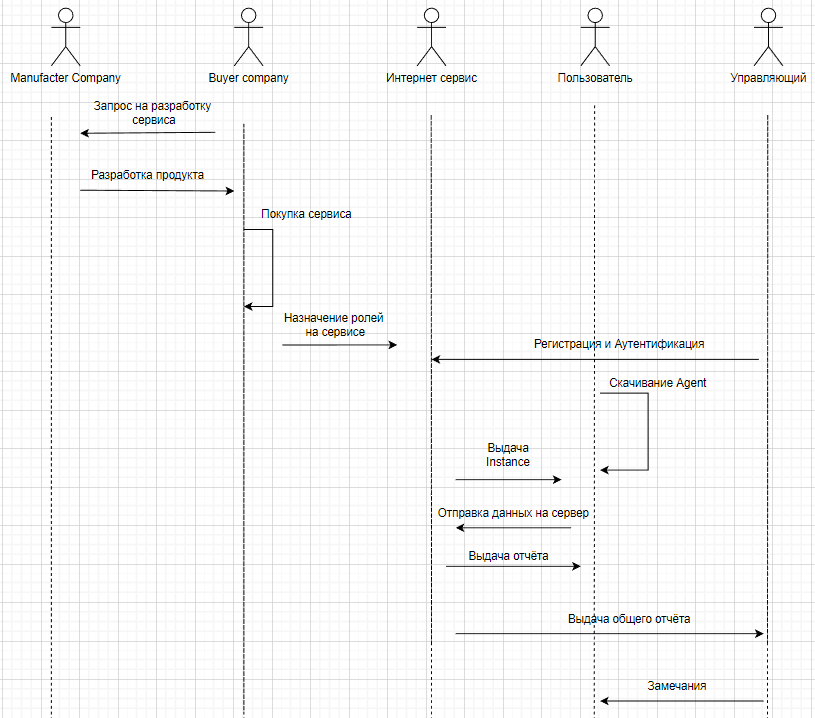 Manufacter Company
Buyer company
Интернет сервис
Пользователь
Управляющий
Запрос на разработку
сервиса
Разработка продукта
Покупка сервиса
Назначение ролей
на сервисе
Регистрация и Аутентификация
Скачивание Agent
Выдача
Instance
Отправка данных на сервер
Выдача отчёта
Выдача общего отчёта
Замечания